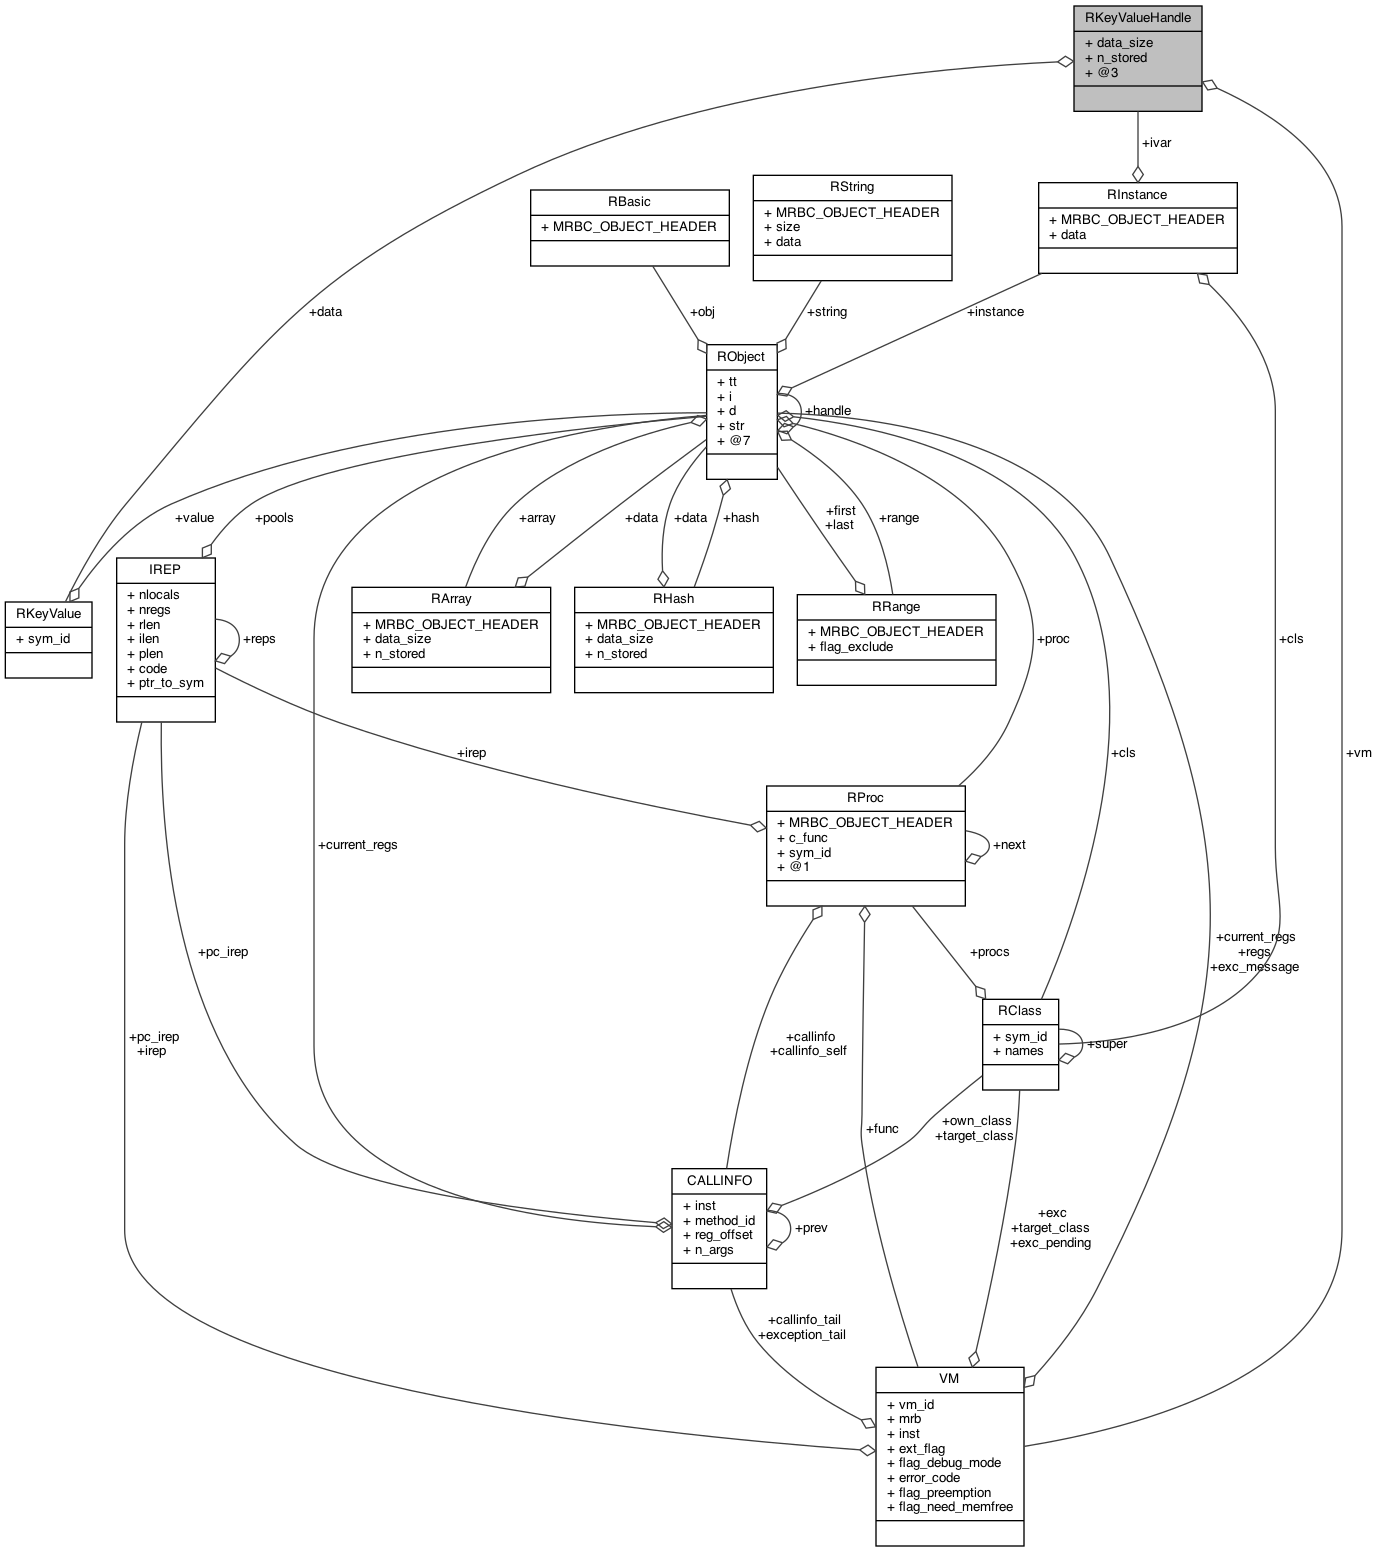 RKeyValueHandle
+ data_size
+ n_stored
+ @3
+ivar
RBasic
+ MRBC_OBJECT_HEADER
RString
+ MRBC_OBJECT_HEADER
+ size
+ data
RInstance
+ MRBC_OBJECT_HEADER
+ data
+data
+obj
+string
+instance
RObject
+ tt
+ i
+ d
+ str
+ @7
+handle
+value
+pools
+array
+data
+data
+hash
+first
+last
+range
IREP
+ nlocals
+ nregs
+ rlen
+ ilen
+ plen
+ code
+ ptr_to_sym
+reps
RKeyValue
+ sym_id
RArray
+ MRBC_OBJECT_HEADER
+ data_size
+ n_stored
RHash
+ MRBC_OBJECT_HEADER
+ data_size
+ n_stored
RRange
+ MRBC_OBJECT_HEADER
+ flag_exclude
+proc
+cls
+irep
+cls
+vm
RProc
+ MRBC_OBJECT_HEADER
+ c_func
+ sym_id
+ @1
+next
+current_regs
+pc_irep
+procs
+current_regs
+regs
+exc_message
RClass
+ sym_id
+ names
+super
+pc_irep
+irep
+callinfo
+callinfo_self
+func
+own_class
+target_class
CALLINFO
+ inst
+ method_id
+ reg_offset
+ n_args
+prev
+exc
+target_class
+exc_pending
+callinfo_tail
+exception_tail
VM
+ vm_id
+ mrb
+ inst
+ ext_flag
+ flag_debug_mode
+ error_code
+ flag_preemption
+ flag_need_memfree